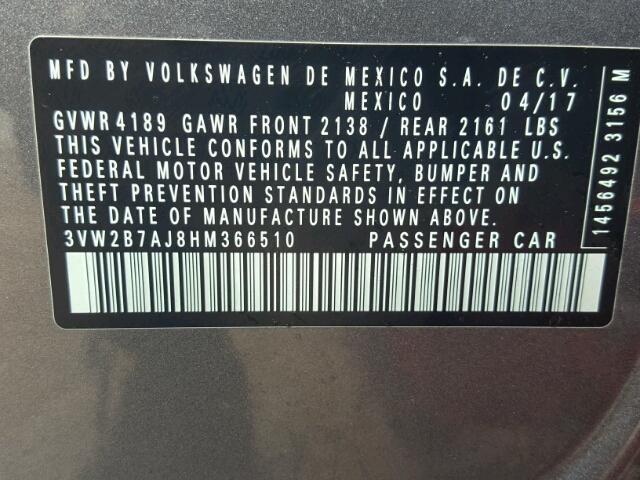 MFD BY VOLKSWAGEN DE MEXICO S.A. DE C.V.
MEXICO 04/17
GVWR 4189 GAWR FRONT 2138 / REAR 2161 LBS
THIS VEHICLE CONFORMS TO ALL APPLICABLE U.S.
FEDERAL MOTOR VEHICLE SAFETY, BUMPER AND
THEFT PREVENTION STANDARDS IN EFFECT ON
THE DATE OF MANUFACTURE SHOWN ABOVE.
3VW2B7AJ8HM366510 PASSENGER CAR
1456492 3156 M